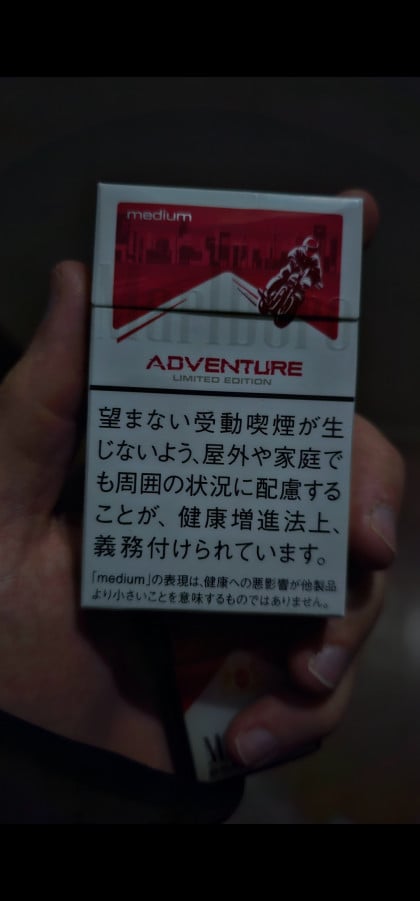 medium
Marlboro
ADVENTURE
LIMITED EDITION
望まない受動喫煙が生
じないよう、屋外や家庭で
も周囲の状況に配慮する
ことが、健康増進法上、
義務付けられています。
「medium」の表現は、健康への悪影響が他製品
より小さいことを意味するものではありません。